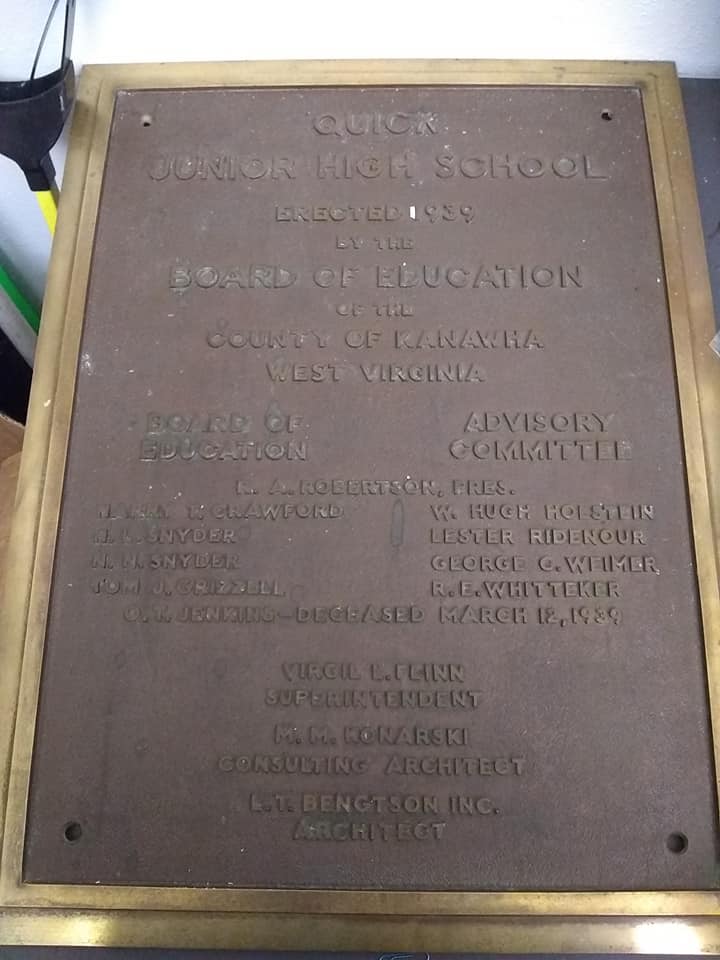 QUICK
JUNIOR HIGH SCHOOL
ERECTED 1939
BY THE
BOARD OF EDUCATION
OF THE
COUNTY OF KANAWHA
WEST VIRGINIA
BOARD OF EDUCATION
ADVISORY COMMITTEE
R. A. ROBERTSON, PRES.
HARRY T. CRAWFORD W. HUGH HOLSTEIN
SNYDER LESTER RIDENOUR
N. N. SNYDER GEORGE C. WEIMER
TOM J. GRIZZELL R. E. WHITTEKER
O. T. JENKINS—DECEASED MARCH 12, 1939
VIRGIL L. FLINN
SUPERINTENDENT
M. M. KONARSKI
CONSULTING ARCHITECT
L. T. BENGTSON INC.
ARCHITECT